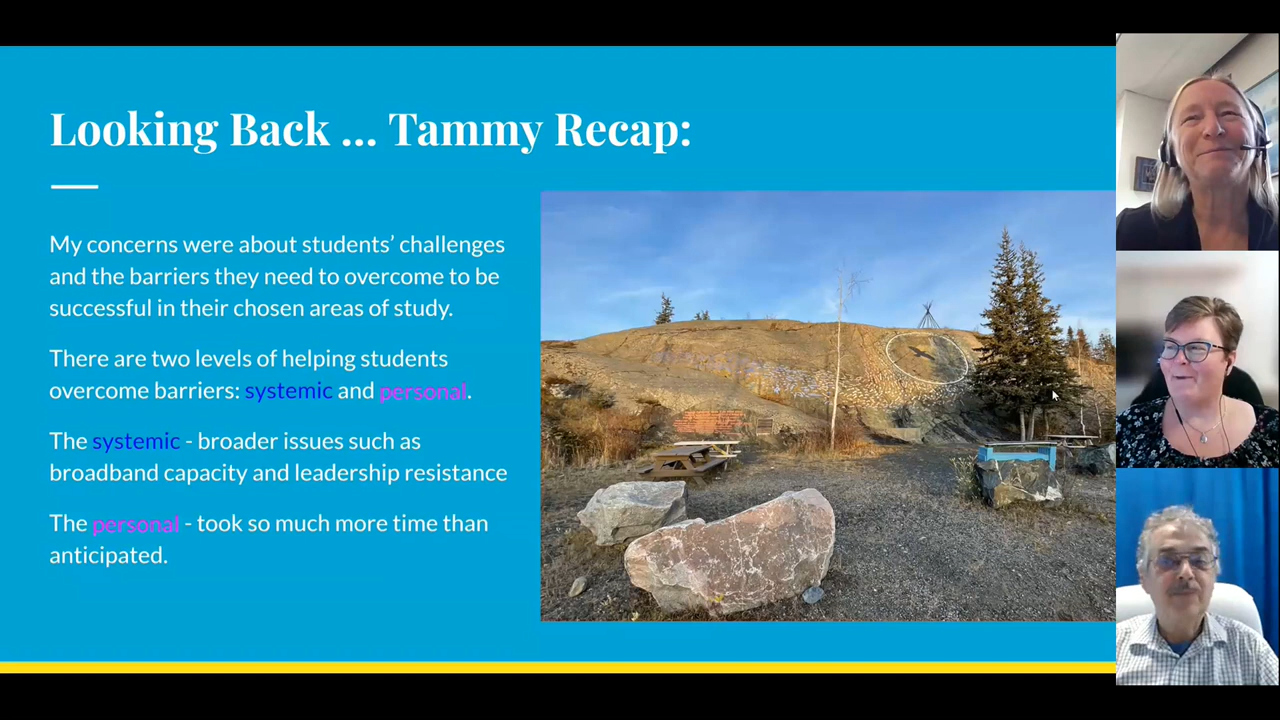 Looking Back ... Tammy Recap:
My concerns were about students’ challenges
and the barriers they need to overcome to be
successful in their chosen areas of study.
There are two levels of helping students
overcome barriers: systemic and personal.
The systemic - broader issues such as
broadband capacity and leadership resistance
The personal - took so much more time than
anticipated.